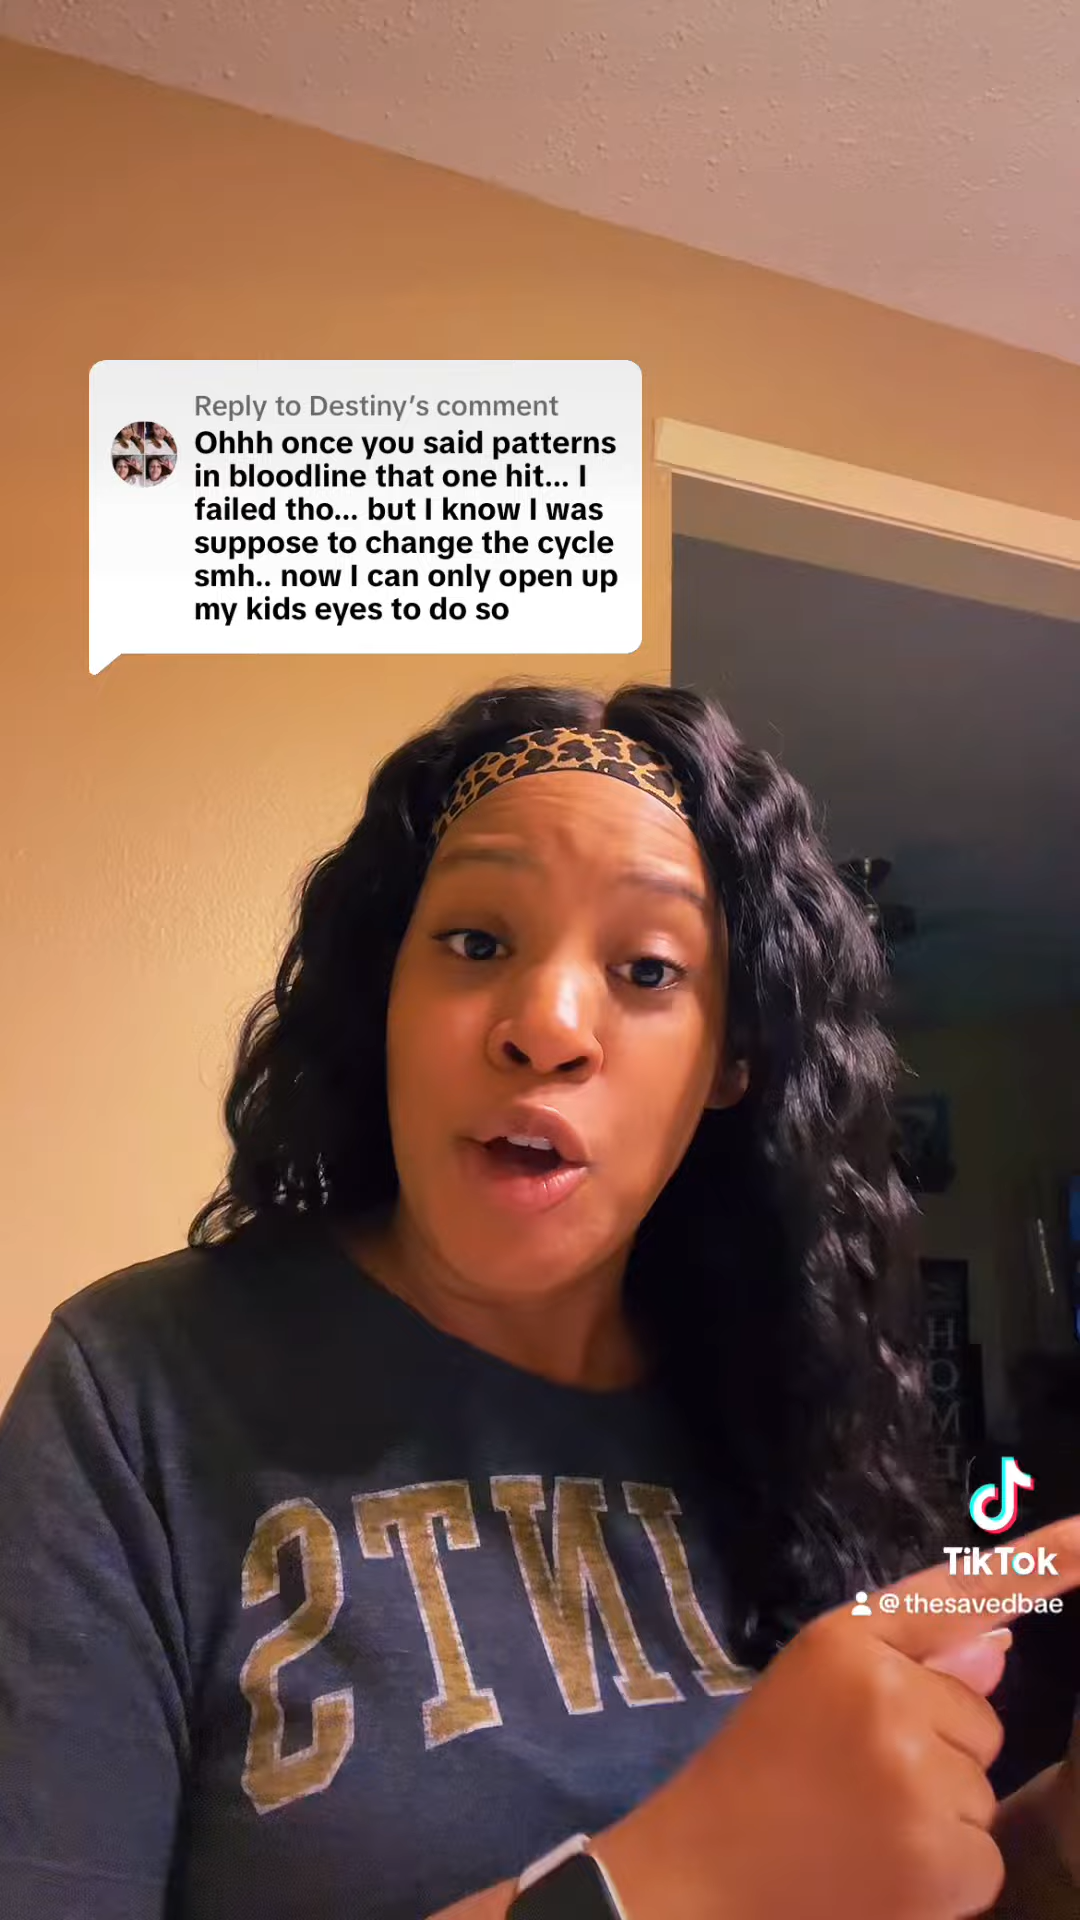 Reply to Destiny's comment
Ohhh once you said patterns
in bloodline that one hit... I
failed tho... but I know I was
suppose to change the cycle
smh.. now I can only open up
my kids eyes to do so
HOME
TikTok
@thesavedbae